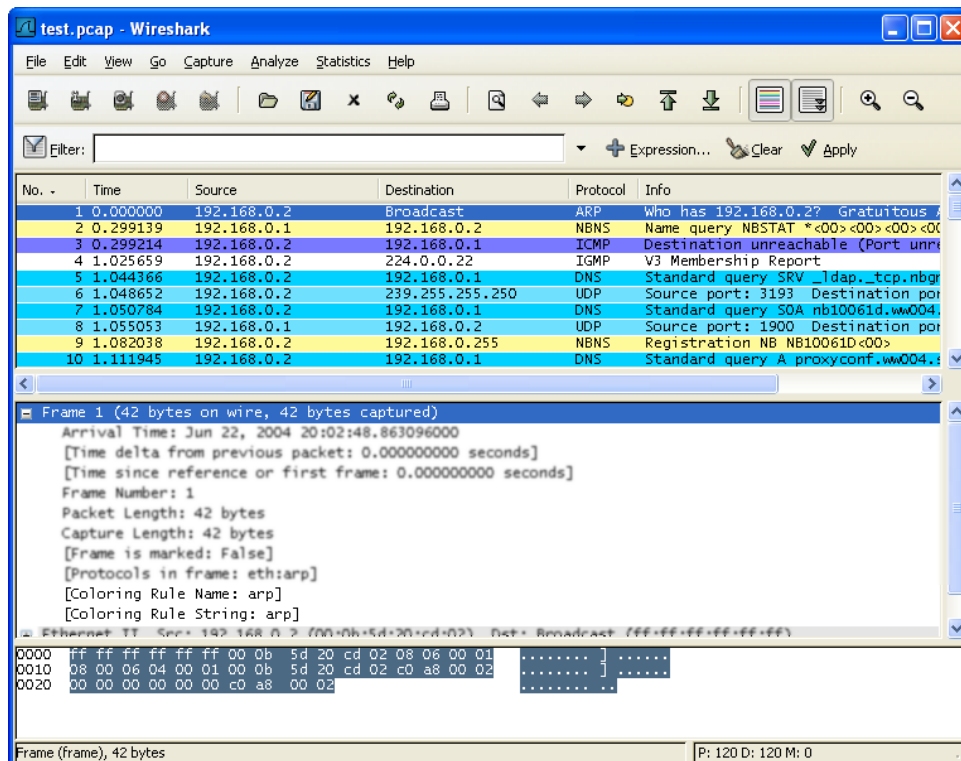 test.pcap - Wireshark
File Edit View Go Capture Analyze Statistics Help
Filter: Expression... Clear Apply
No. - Time Source Destination Protocol Info
1 0.000000 192.168.0.2 Broadcast ARP Who has 192.168.0.2? Gratuitous
2 0.299139 192.168.0.1 192.168.0.2 NBNS Name query NBSTAT *<00><00><00><00
3 0.299214 192.168.0.2 192.168.0.1 ICMP Destination unreachable (Port unre
4 1.025659 192.168.0.2 224.0.0.22 IGMP V3 Membership Report
5 1.044366 192.168.0.2 192.168.0.1 DNS Standard query SRV _ldap._tcp.nbgm
6 1.048652 192.168.0.2 239.255.255.250 UDP Source port: 3193 Destination por
7 1.050784 192.168.0.2 192.168.0.1 DNS Standard query SOA nb10061d.ww004.
8 1.055053 192.168.0.1 192.168.0.2 UDP Source port: 1900 Destination por
9 1.082038 192.168.0.2 192.168.0.255 NBNS Registration NB NB10061D<00>
10 1.111945 192.168.0.2 192.168.0.1 DNS Standard query A proxyconf.ww004.s
Frame 1 (42 bytes on wire, 42 bytes captured)
Arrival Time: Jun 22, 2004 20:02:48.863096000
[Time delta from previous packet: 0.000000000 seconds]
[Time since reference or first frame: 0.000000000 seconds]
Frame Number: 1
Packet Length: 42 bytes
Capture Length: 42 bytes
[Frame is marked: False]
[Protocols in frame: eth:arp]
[Coloring Rule Name: arp]
[Coloring Rule String: arp]
Ethernet II, Src: 192.168.0.2 (00:0b:5d:20:cd:02), Dst: Broadcast (ff:ff:ff:ff:ff:ff)
0000 ff ff ff ff ff ff 00 0b 5d 20 cd 02 08 06 00 01 ........ ] ......
0010 08 00 06 04 00 01 00 0b 5d 20 cd 02 c0 a8 00 02 ........ ] ......
0020 00 00 00 00 00 00 c0 a8 00 02 ........ ..
Frame (frame), 42 bytes P: 120 D: 120 M: 0